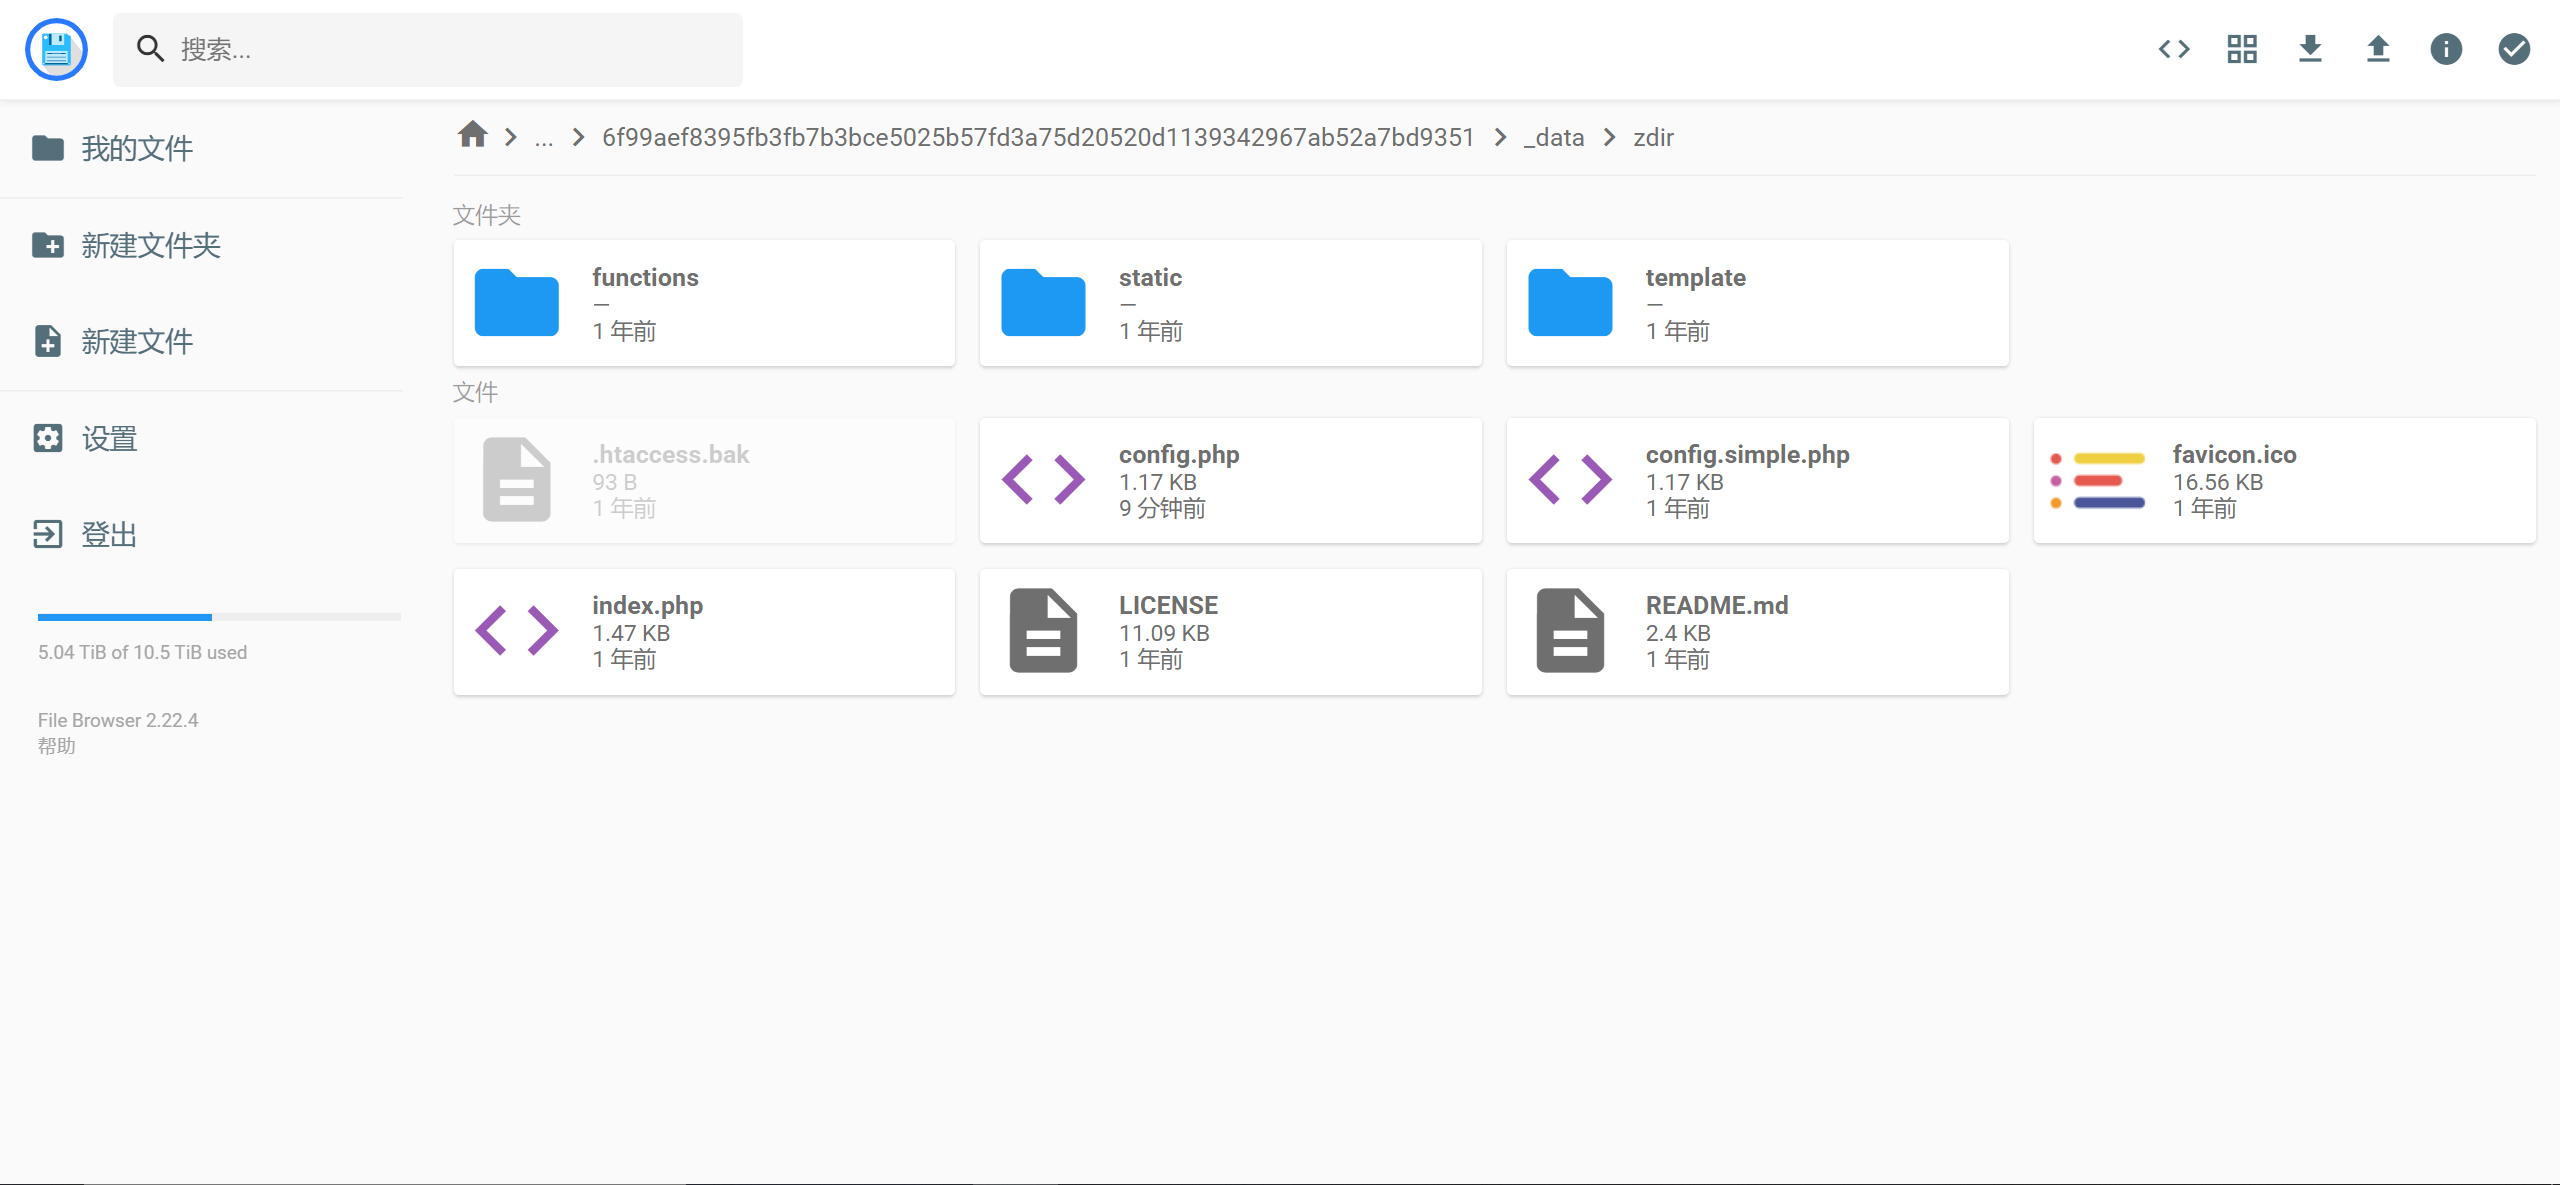 搜索...
我的文件
新建文件夹
新建文件
设置
登出
5.04 TiB of 10.5 TiB used
File Browser 2.22.4
帮助
... 6f99aef8395fb3fb7b3bce5025b57fd3a75d20520d1139342967ab52a7bd9351 _data zdir
文件夹
functions
—
1 年前
static
—
1 年前
template
—
1 年前
文件
.htaccess.bak
93 B
1 年前
config.php
1.17 KB
9 分钟前
config.simple.php
1.17 KB
1 年前
favicon.ico
16.56 KB
1 年前
index.php
1.47 KB
1 年前
LICENSE
11.09 KB
1 年前
README.md
2.4 KB
1 年前